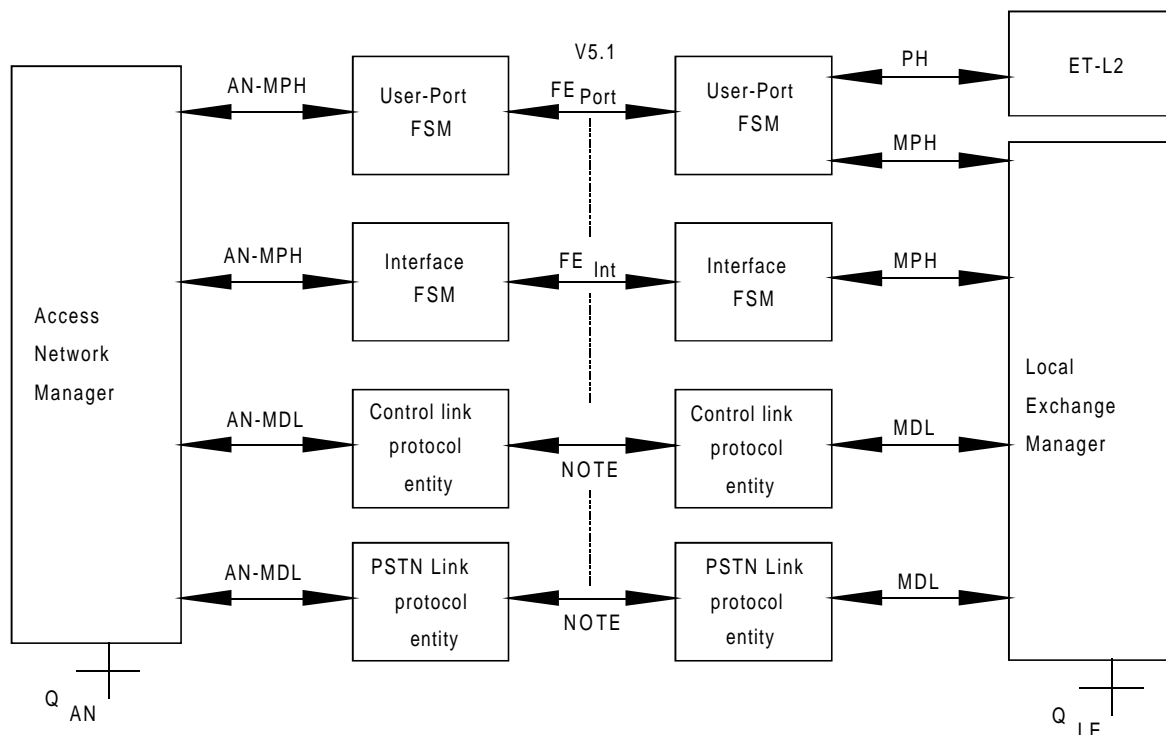 V5.1
PH
ET-L2
AN-MPH
User-Port
FSM
FE Port
User-Port
FSM
MPH
AN-MPH
Interface
FSM
FE Int
Interface
FSM
MPH
Access
Network
Manager
Local
Exchange
Manager
AN-MDL
Control link
protocol
entity
NOTE
Control link
protocol
entity
MDL
AN-MDL
PSTN Link
protocol
entity
NOTE
PSTN Link
protocol
entity
MDL
Q AN
Q LE